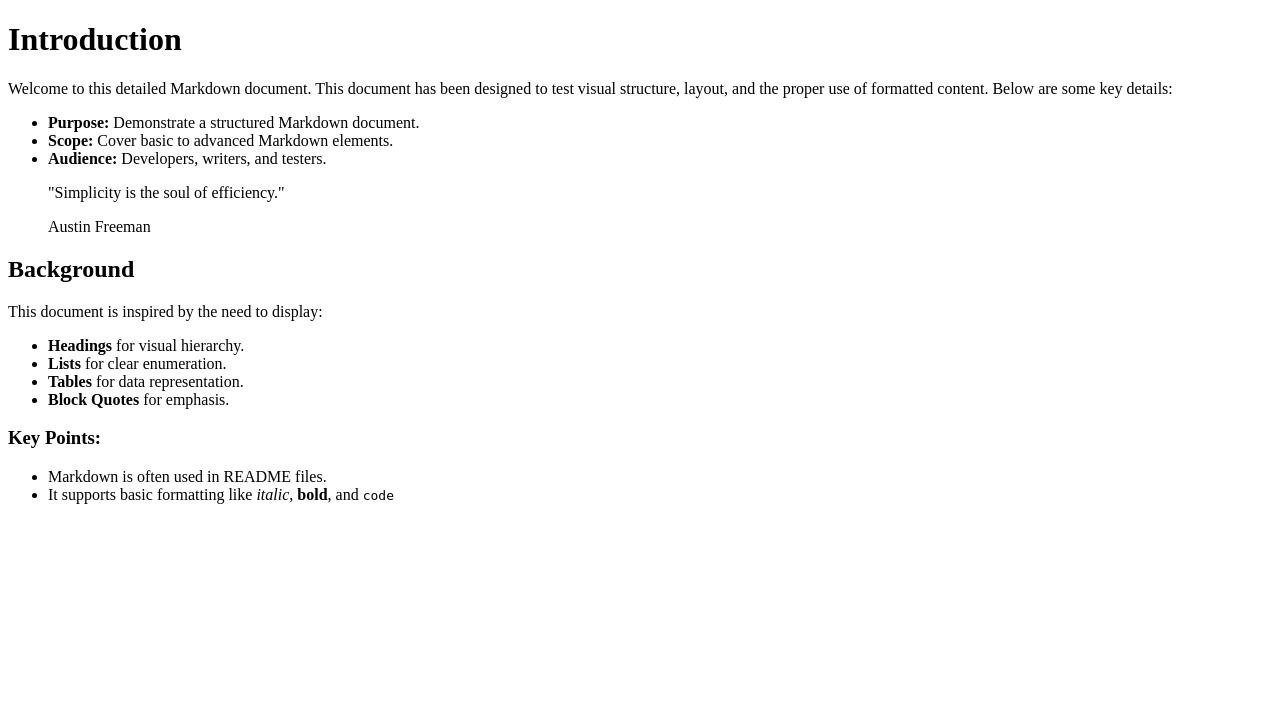 Introduction
Welcome to this detailed Markdown document. This document has been designed to test visual structure, layout, and the proper use of formatted content. Below are some key details:
• Purpose: Demonstrate a structured Markdown document.
• Scope: Cover basic to advanced Markdown elements.
• Audience: Developers, writers, and testers.
"Simplicity is the soul of efficiency."
Austin Freeman
Background
This document is inspired by the need to display:
• Headings for visual hierarchy.
• Lists for clear enumeration.
• Tables for data representation.
• Block Quotes for emphasis.
Key Points:
• Markdown is often used in README files.
• It supports basic formatting like italic, bold, and code